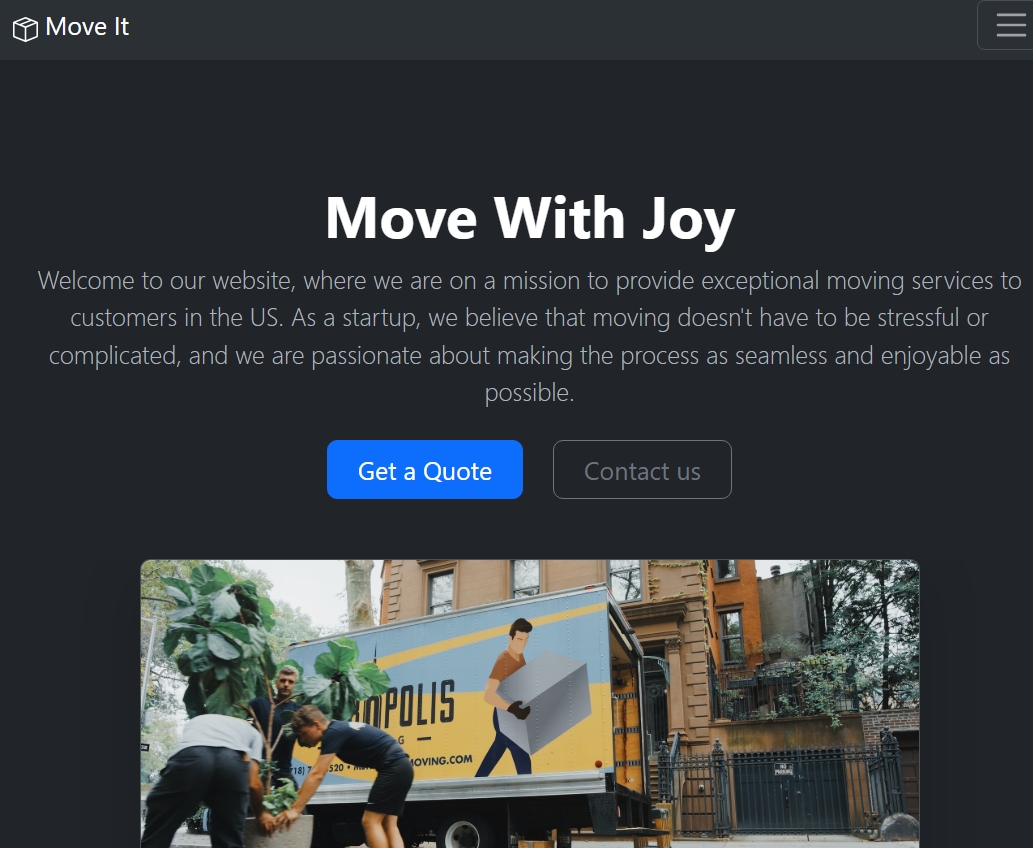 Move It
Move With Joy
Welcome to our website, where we are on a mission to provide exceptional moving services to
customers in the US. As a startup, we believe that moving doesn't have to be stressful or
complicated, and we are passionate about making the process as seamless and enjoyable as
possible.
Get a Quote
Contact us
OPOLIS
G
520
MOVING.COM
NO
PARKING